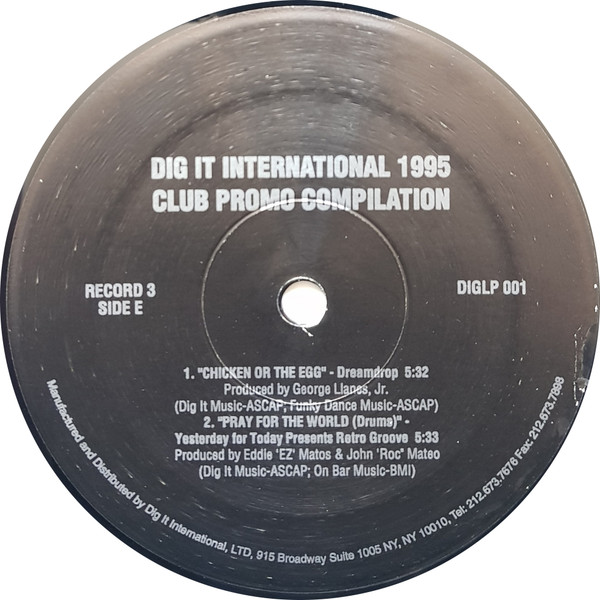 DIG IT INTERNATIONAL 1995
CLUB PROMO COMPILATION
RECORD 3
SIDE E
DIGLP 001
1. "CHICKEN OR THE EGG" - Dreamdrop 5:32
Produced by George Llanes, Jr.
(Dig It Music-ASCAP; Funky Dance Music-ASCAP)
2. "PRAY FOR THE WORLD (Drums)" -
Yesterday for Today Presents Retro Groove 5:33
Produced by Eddie 'EZ' Matos & John 'Roc' Mateo
(Dig It Music-ASCAP; On Bar Music-BMI)
Manufactured and Distributed by Dig It International, LTD, 915 Broadway Suite 1005 NY, NY 10010, Tel: 212.673.7676 Fax: 212.673.7898